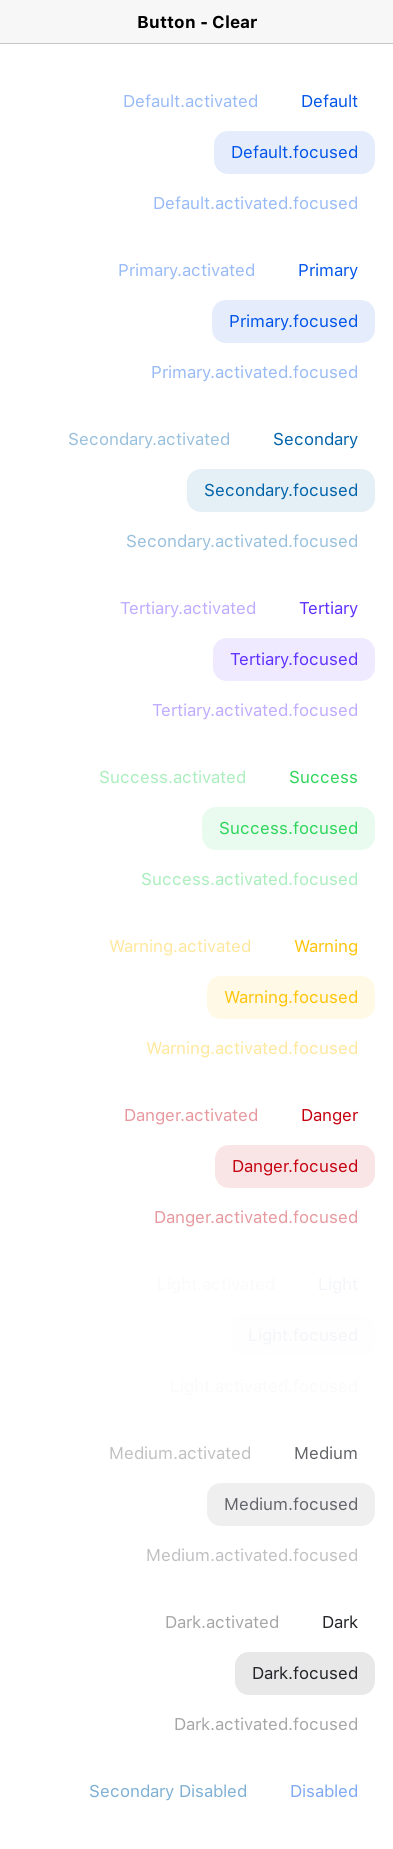 Button - Clear
Default.activated Default
Default.focused
Default.activated.focused
Primary.activated Primary
Primary.focused
Primary.activated.focused
Secondary.activated Secondary
Secondary.focused
Secondary.activated.focused
Tertiary.activated Tertiary
Tertiary.focused
Tertiary.activated.focused
Success.activated Success
Success.focused
Success.activated.focused
Warning.activated Warning
Warning.focused
Warning.activated.focused
Danger.activated Danger
Danger.focused
Danger.activated.focused
Light.activated Light
Light.focused
Light.activated.focused
Medium.activated Medium
Medium.focused
Medium.activated.focused
Dark.activated Dark
Dark.focused
Dark.activated.focused
Secondary Disabled Disabled